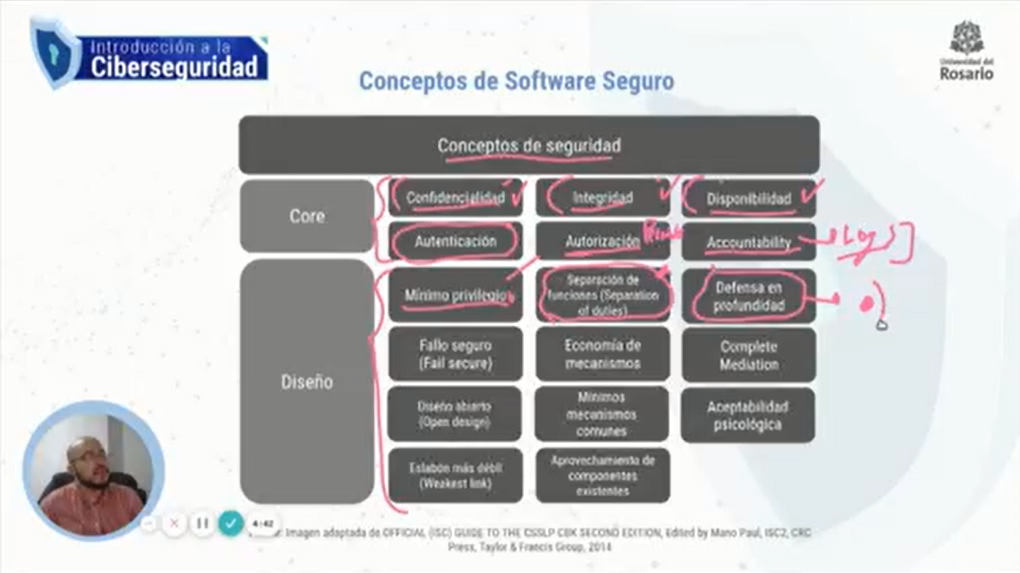 Introducción a la
Ciberseguridad
Universidad del
Rosario
Conceptos de Software Seguro
Conceptos de seguridad
Core
Confidencialidad
Integridad
Disponibilidad
Autenticación
Autorización
Accountability
Log
Diseño
Mínimo privilegio
Separación de
funciones (Separation
of duties)
Defensa en
profundidad
Fallo seguro
(Fail secure)
Economía de
mecanismos
Complete
Mediation
Diseño abierto
(Open design)
Mínimos
mecanismos
comunes
Aceptabilidad
psicológica
Eslabón más débil
(Weakest link)
Aprovechamiento de
componentes
existentes
4:42
Imagen adaptada de OFFICIAL (ISC) GUIDE TO THE CSSLP CBK SECOND EDITION, Edited by Mano Paul, ISC2, CRC
Press, Taylor & Francis Group, 2014